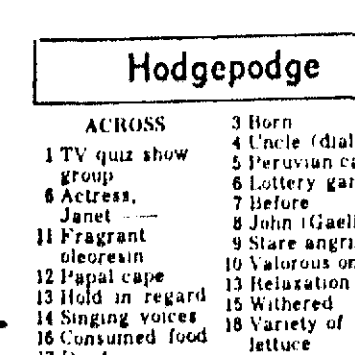 Hodgepodge
ACROSS
1 TV quiz show
group
6 Actress,
Janet ——
11 Fragrant
oleoresin
12 Papal cape
13 Hold in regard
14 Singing voices
16 Consumed food
3 Born
4 Uncle (dial
5 Peruvian ca
6 Lottery gam
7 Before
8 John (Gaeli
9 Stare angri
10 Valorous on
13 Relaxation
15 Withered
18 Variety of
lettuce